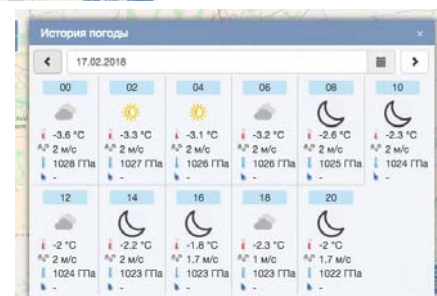 История погоды ×
17.02.2018
00 02 04 06 08 10
-3.6 °C -3.3 °C -3.1 °C -3.2 °C -2.6 °C -2.3 °C
2 м/с 2 м/с 2 м/с 2 м/с 2 м/с 2 м/с
1028 ГПа 1027 ГПа 1026 ГПа 1026 ГПа 1025 ГПа 1024 ГПа
- - - - - -
12 14 16 18 20
-2 °C -2.2 °C -1.8 °C -2.3 °C -2 °C
2 м/с 2 м/с 1.7 м/с 1 м/с 1.7 м/с
1024 ГПа 1023 ГПа 1023 ГПа 1023 ГПа 1022 ГПа
- - - - -